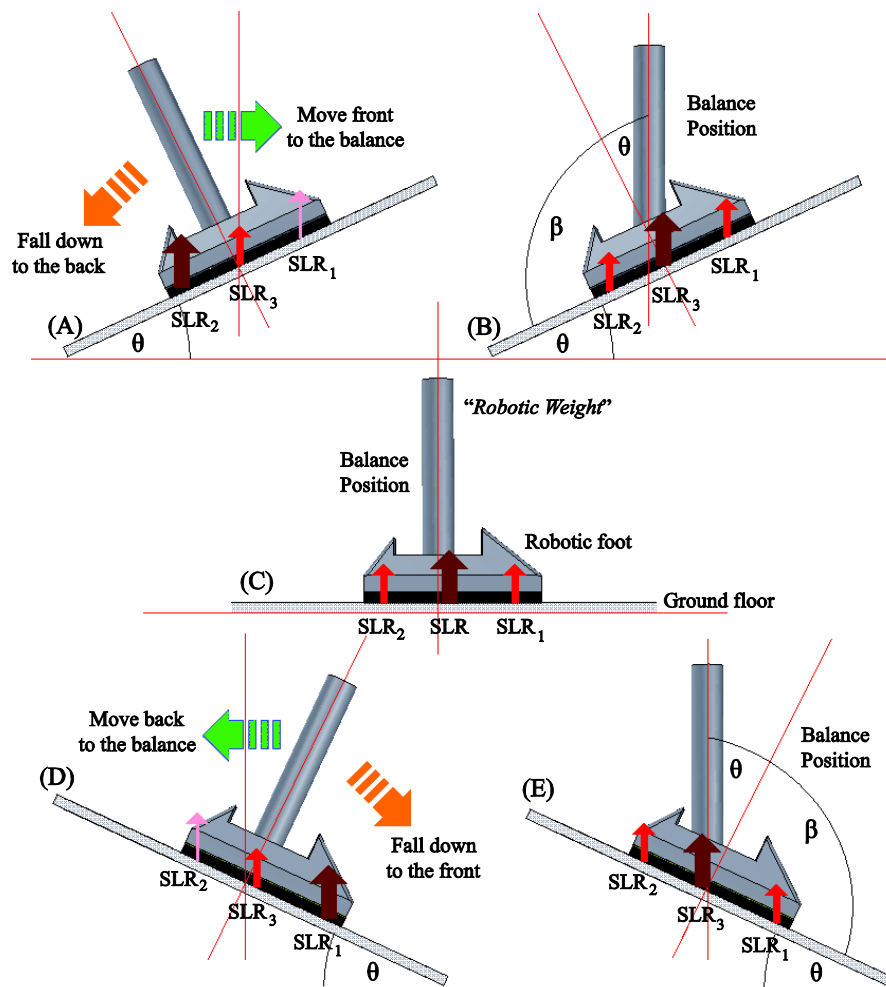 Move front
to the balance
Fall down
to the back
SLR1
SLR3
SLR2
(A)
θ
Balance
Position
θ
β
SLR1
SLR3
SLR2
(B)
θ
“Robotic Weight”
Balance
Position
Robotic foot
(C)
Ground floor
SLR2
SLR
SLR1
Move back
to the balance
(D)
Fall down
to the front
SLR2
SLR3
SLR1
θ
Balance
Position
θ
(E)
β
SLR2
SLR3
SLR1
θ